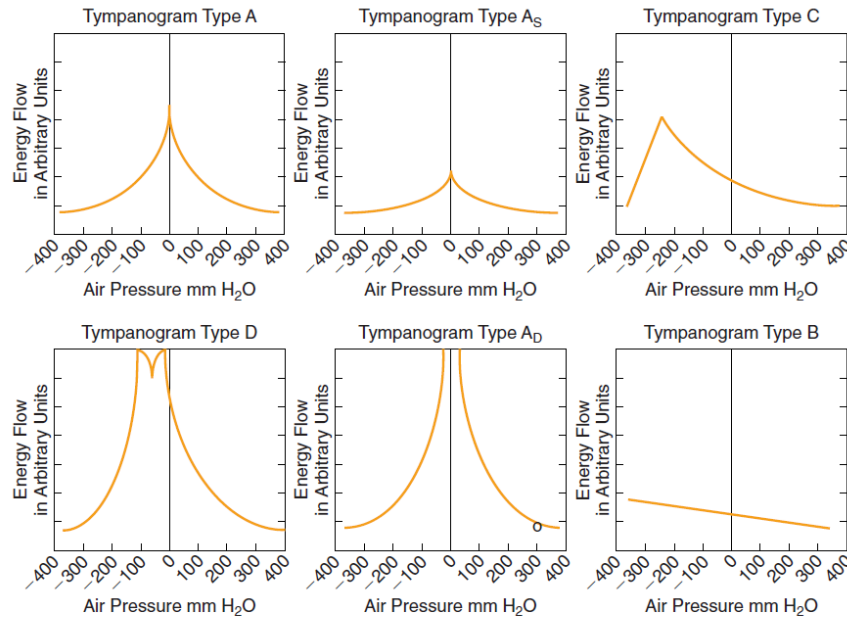 Tympanogram Type A
Energy Flow
in Arbitrary Units
−400 −300 −200 −100 0 100 200 300 400
Air Pressure mm H₂O
Tympanogram Type Aₛ
Energy Flow
in Arbitrary Units
−400 −300 −200 −100 0 100 200 300 400
Air Pressure mm H₂O
Tympanogram Type C
Energy Flow
in Arbitrary Units
−400 −300 −200 −100 0 100 200 300 400
Air Pressure mm H₂O
Tympanogram Type D
Energy Flow
in Arbitrary Units
−400 −300 −200 −100 0 100 200 300 400
Air Pressure mm H₂O
Tympanogram Type A_D
Energy Flow
in Arbitrary Units
o
−400 −300 −200 −100 0 100 200 300 400
Air Pressure mm H₂O
Tympanogram Type B
Energy Flow
in Arbitrary Units
−400 −300 −200 −100 0 100 200 300 400
Air Pressure mm H₂O